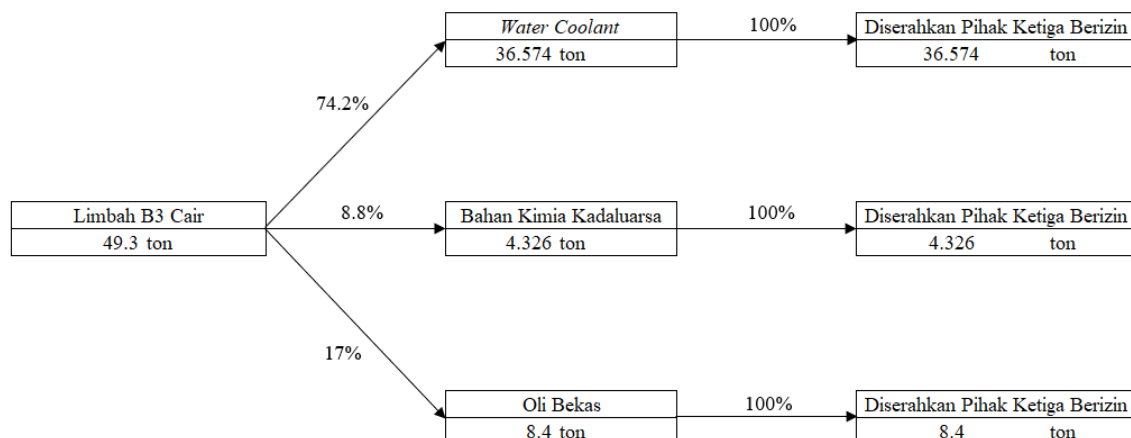 Water Coolant
36.574 ton
100%
Diserahkan Pihak Ketiga Berizin
36.574 ton
74.2%
Limbah B3 Cair
49.3 ton
8.8%
Bahan Kimia Kadaluarsa
4.326 ton
100%
Diserahkan Pihak Ketiga Berizin
4.326 ton
17%
Oli Bekas
8.4 ton
100%
Diserahkan Pihak Ketiga Berizin
8.4 ton